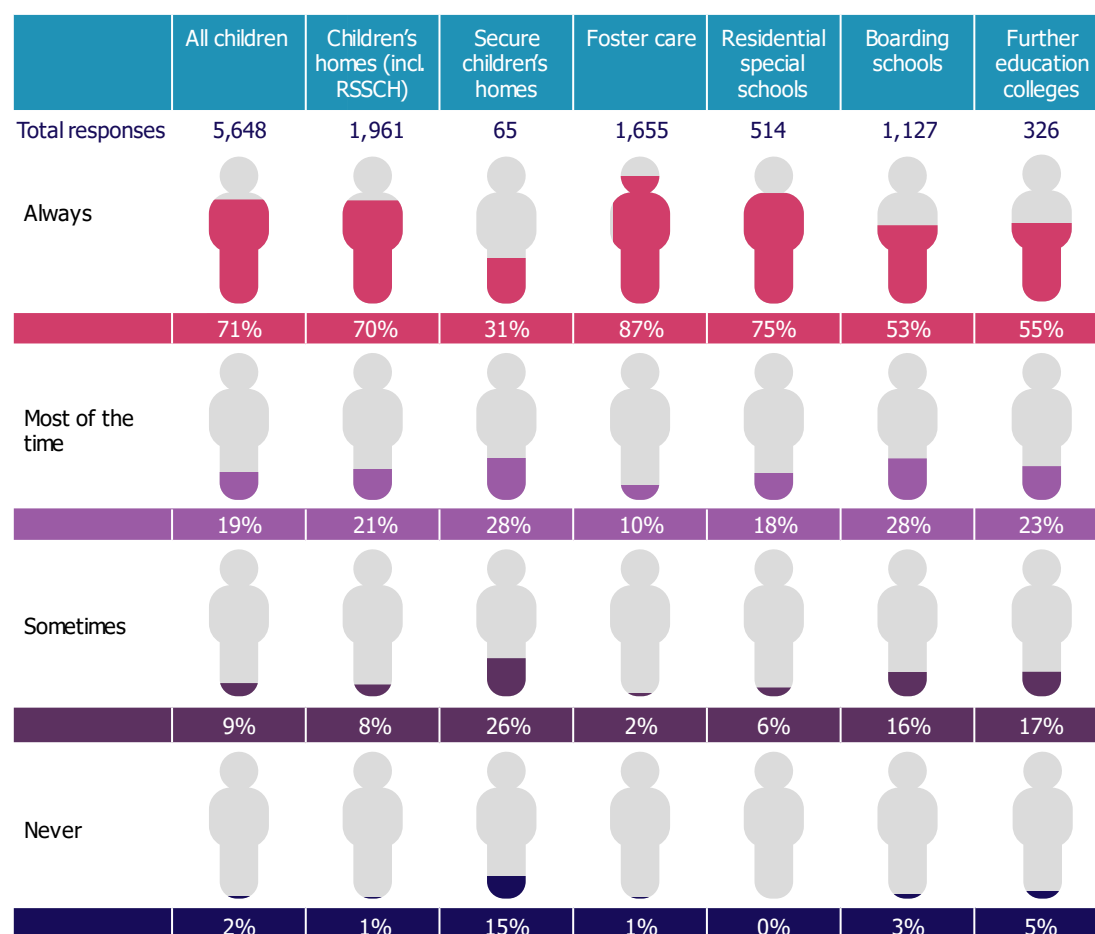 All children Children's Secure Foster care Residential Boarding Further
homes (incl. children's special schools education
RSSCH) homes schools colleges
Total responses 5,648 1,961 65 1,655 514 1,127 326
Always
71% 70% 31% 87% 75% 53% 55%
Most of the
time
19% 21% 28% 10% 18% 28% 23%
Sometimes
9% 8% 26% 2% 6% 16% 17%
Never
2% 1% 15% 1% 0% 3% 5%